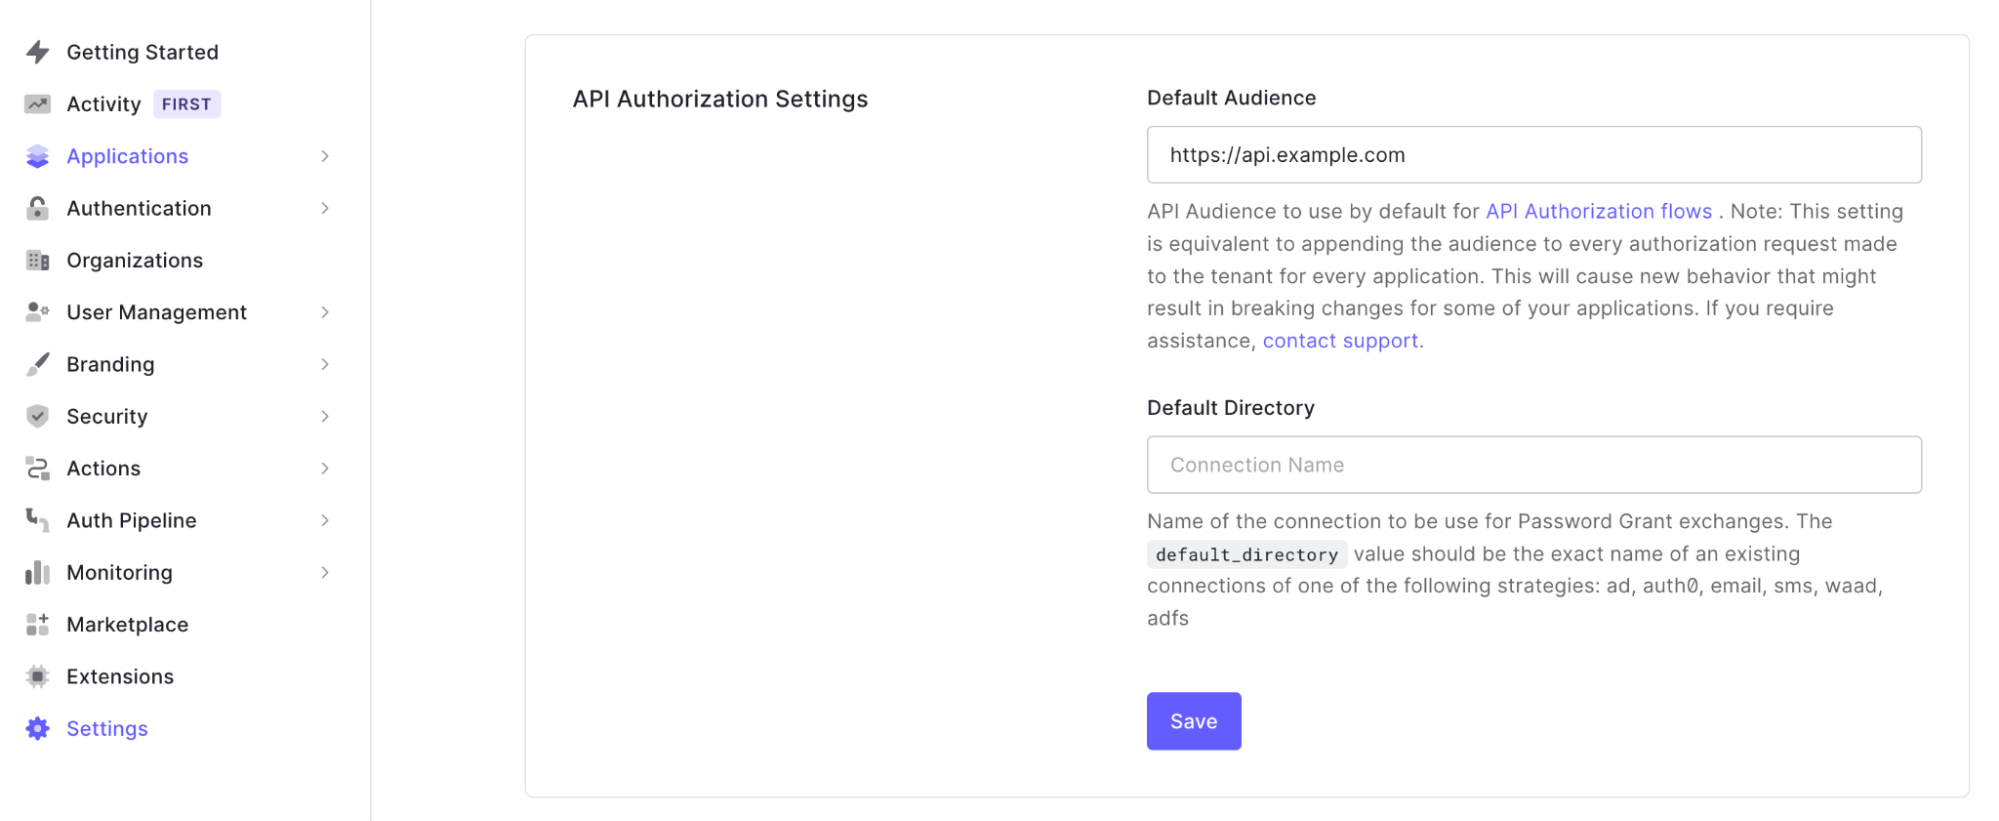 Getting Started
Activity FIRST
Applications
Authentication
Organizations
User Management
Branding
Security
Actions
Auth Pipeline
Monitoring
Marketplace
Extensions
Settings
API Authorization Settings
Default Audience
https://api.example.com
API Audience to use by default for API Authorization flows . Note: This setting
is equivalent to appending the audience to every authorization request made
to the tenant for every application. This will cause new behavior that might
result in breaking changes for some of your applications. If you require
assistance, contact support.
Default Directory
Connection Name
Name of the connection to be use for Password Grant exchanges. The
default_directory value should be the exact name of an existing
connections of one of the following strategies: ad, auth0, email, sms, waad,
adfs
Save